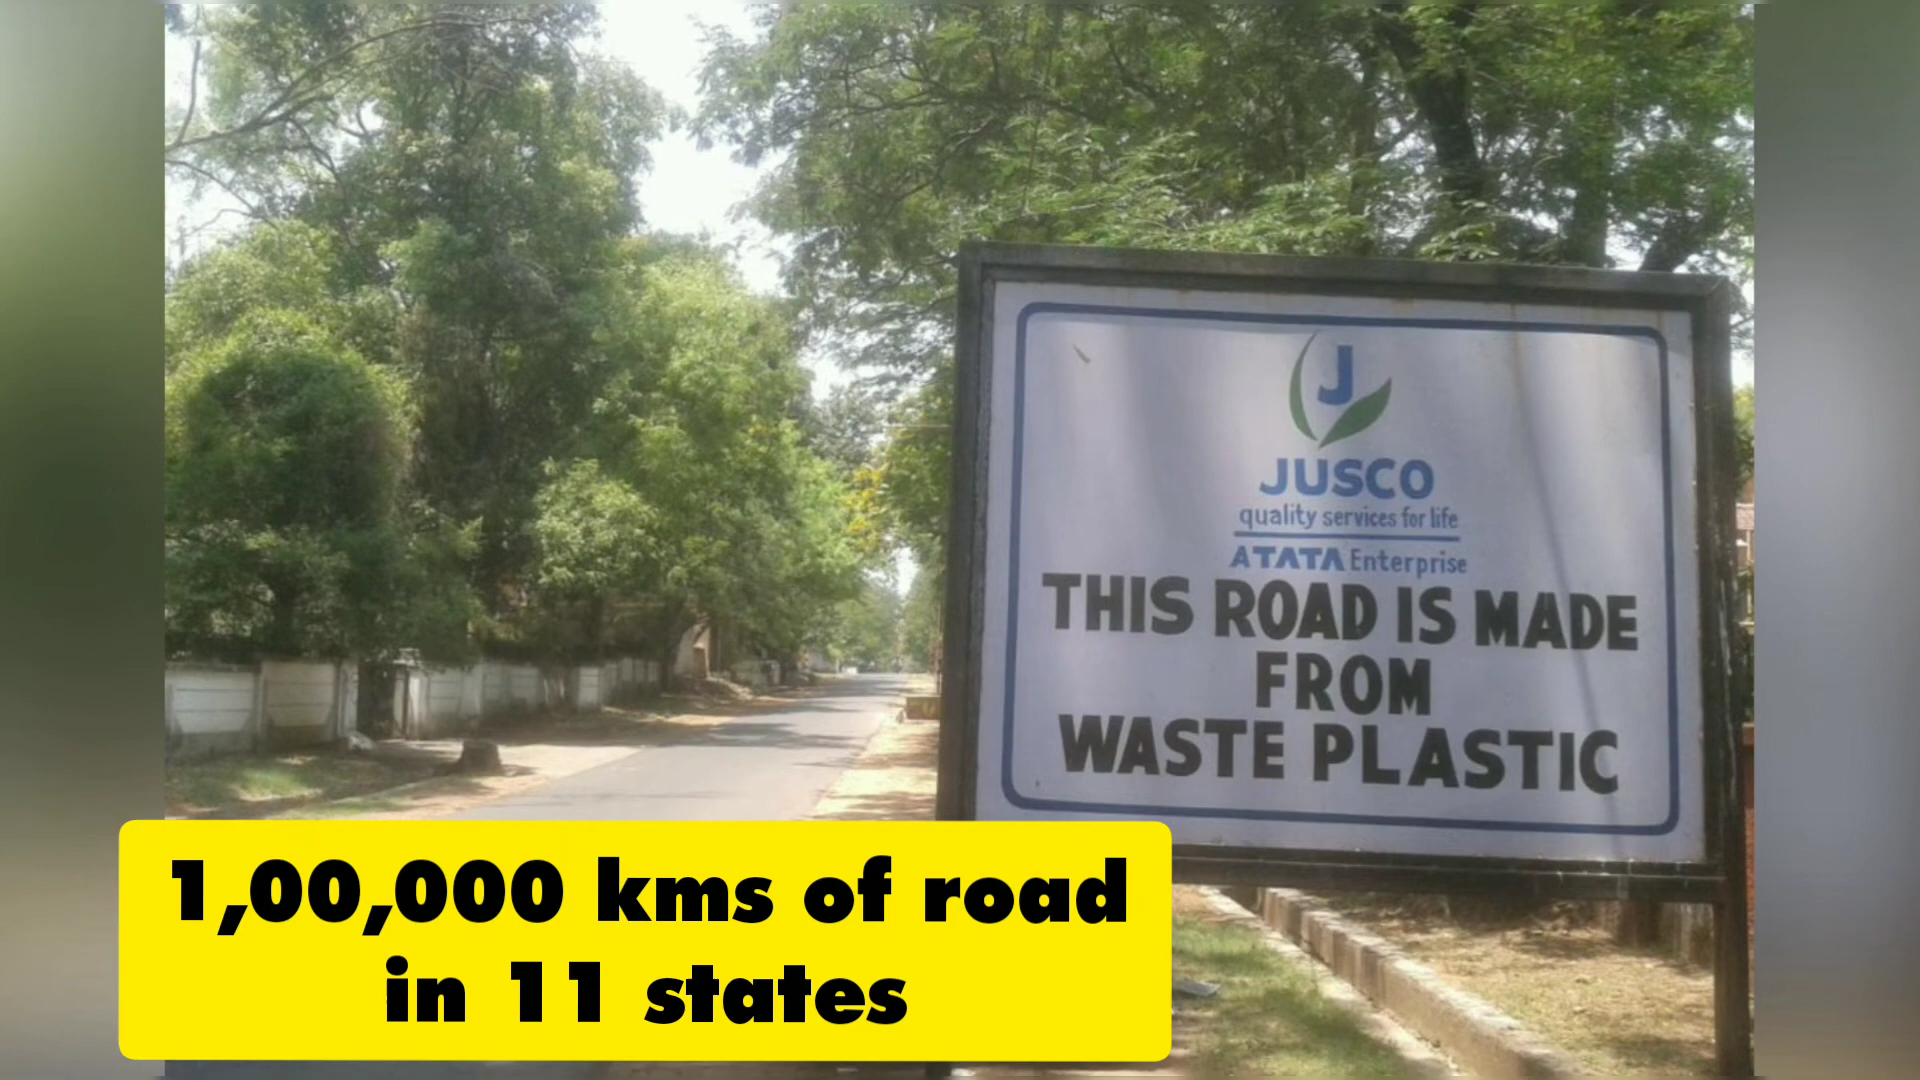 J
JUSCO
quality services for life
A TATA Enterprise
THIS ROAD IS MADE
FROM
WASTE PLASTIC
1,00,000 kms of road
in 11 states